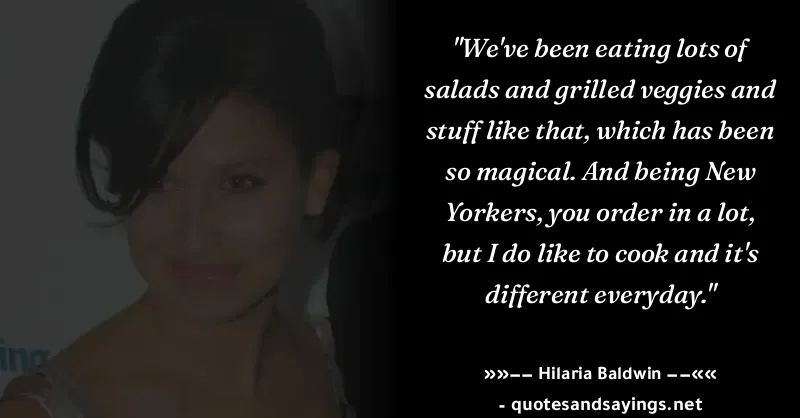 "We've been eating lots of
salads and grilled veggies and
stuff like that, which has been
so magical. And being New
Yorkers, you order in a lot,
but I do like to cook and it's
different everyday."
»»–– Hilaria Baldwin ––««
- quotesandsayings.net
ing